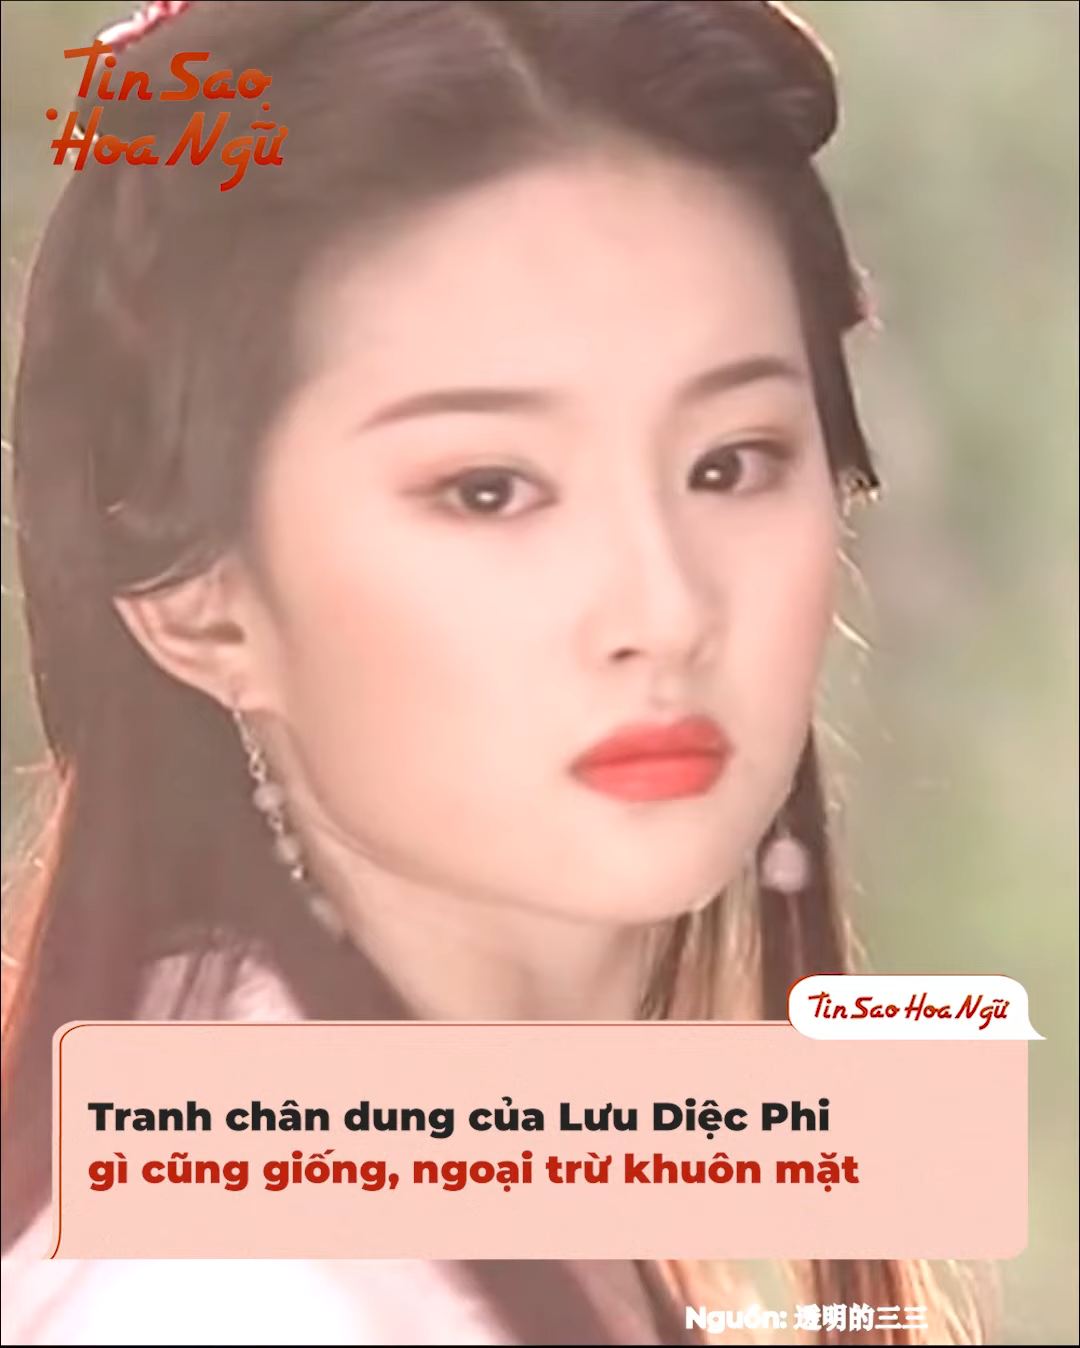 Tin Sao
Hoa Ngữ
Tin Sao Hoa Ngữ
Tranh chân dung của Lưu Diệc Phi
gì cũng giống, ngoại trừ khuôn mặt
Nguồn: 透明的三三